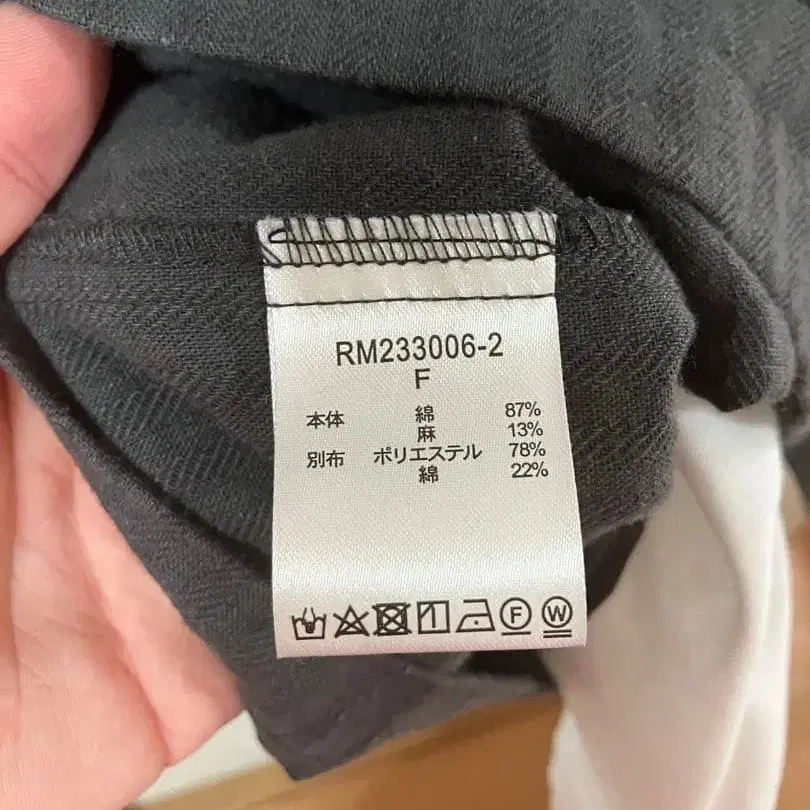 RM233006-2
F
本体 綿 87%
麻 13%
別布 ポリエステル 78%
綿 22%
F W